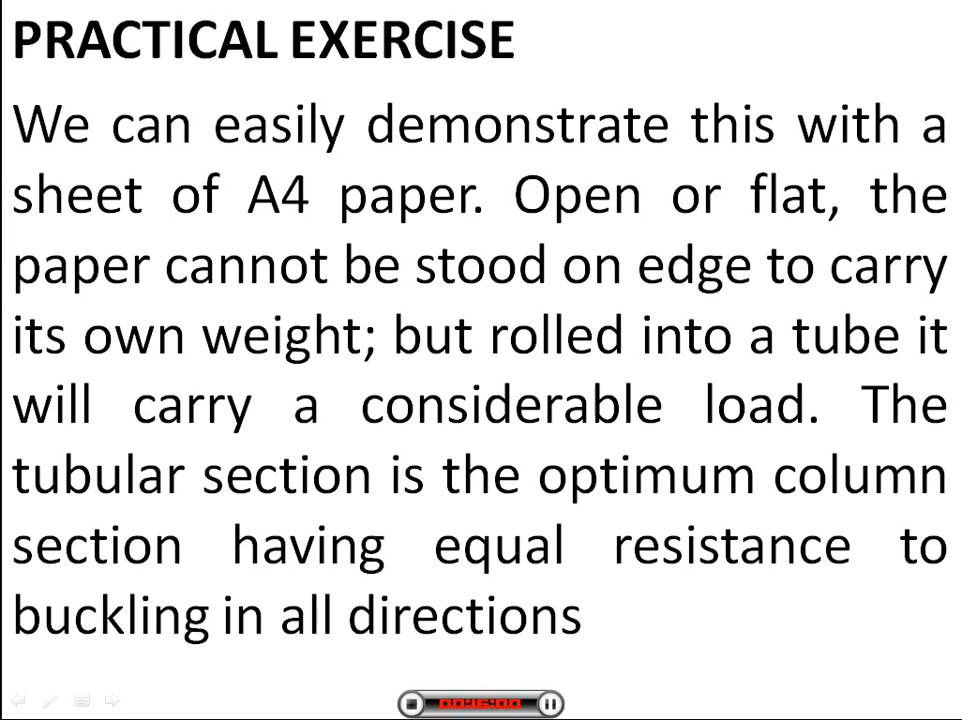 PRACTICAL EXERCISE
We can easily demonstrate this with a
sheet of A4 paper. Open or flat, the
paper cannot be stood on edge to carry
its own weight; but rolled into a tube it
will carry a considerable load. The
tubular section is the optimum column
section having equal resistance to
buckling in all directions